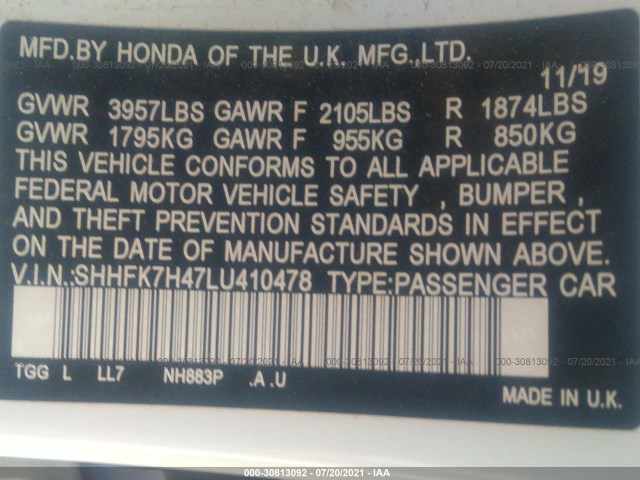 MFD.BY HONDA OF THE U.K. MFG.,LTD.
11/19
GVWR 3957LBS GAWR F 2105LBS R 1874LBS
GVWR 1795KG GAWR F 955KG R 850KG
THIS VEHICLE CONFORMS TO ALL APPLICABLE
FEDERAL MOTOR VEHICLE SAFETY , BUMPER ,
AND THEFT PREVENTION STANDARDS IN EFFECT
ON THE DATE OF MANUFACTURE SHOWN ABOVE.
V.I.N.:SHHFK7H47LU410478 TYPE:PASSENGER CAR
TGG L LL7 NH883P .A .U
MADE IN U.K.
000-30813092 - 07/20/2021 - IAA